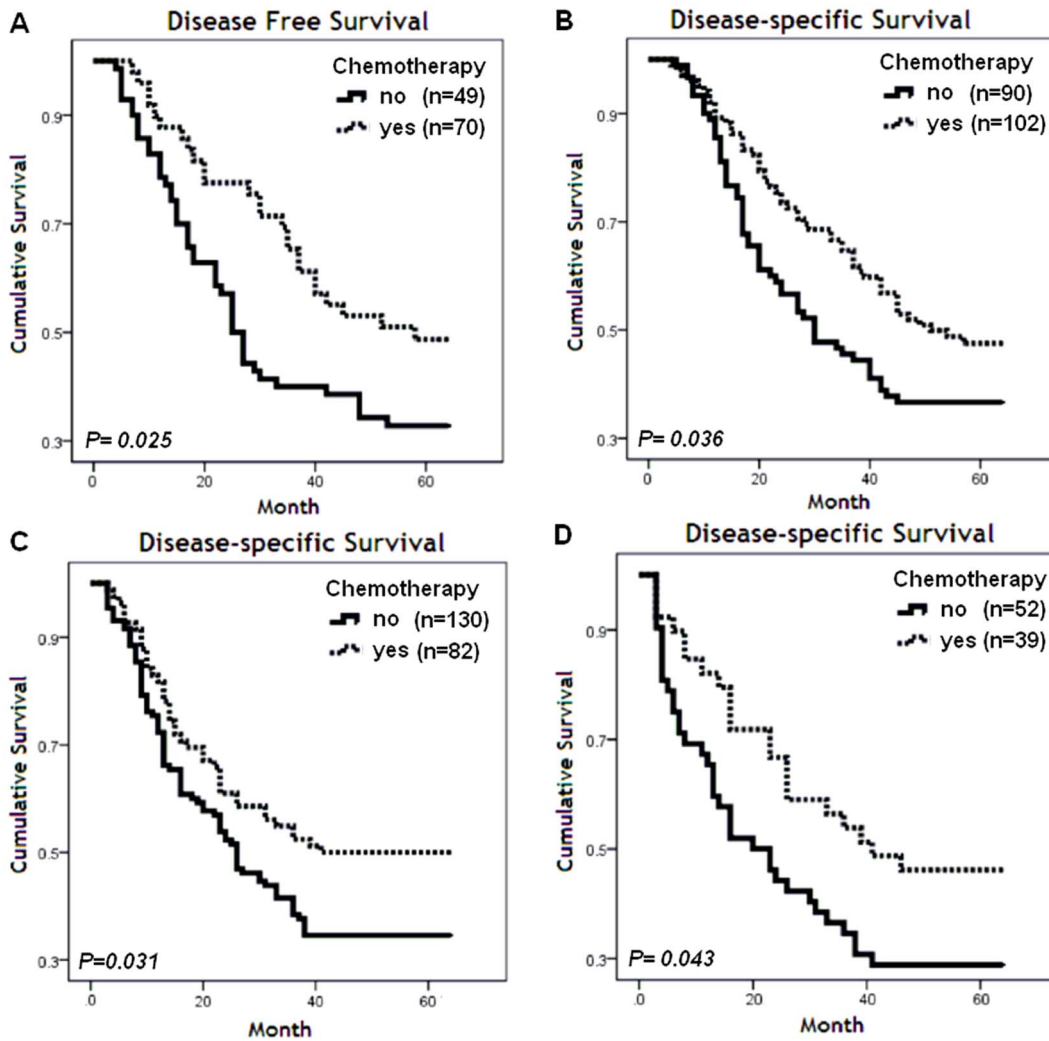 A
Disease Free Survival
Chemotherapy
no (n=49)
yes (n=70)
Cumulative Survival
0.9
0.7
0.5
0.3
P= 0.025
0
20
40
60
Month
B
Disease-specific Survival
Chemotherapy
no (n=90)
yes (n=102)
Cumulative Survival
0.9
0.7
0.5
0.3
P= 0.036
0
20
40
60
Month
C
Disease-specific Survival
Chemotherapy
no (n=130)
yes (n=82)
Cumulative Survival
0.9
0.7
0.5
0.3
P=0.031
.0
20
40
60
Month
D
Disease-specific Survival
Chemotherapy
no (n=52)
yes (n=39)
Cumulative Survival
0.9
0.7
0.5
0.3
P= 0.043
.0
20
40
60
Month